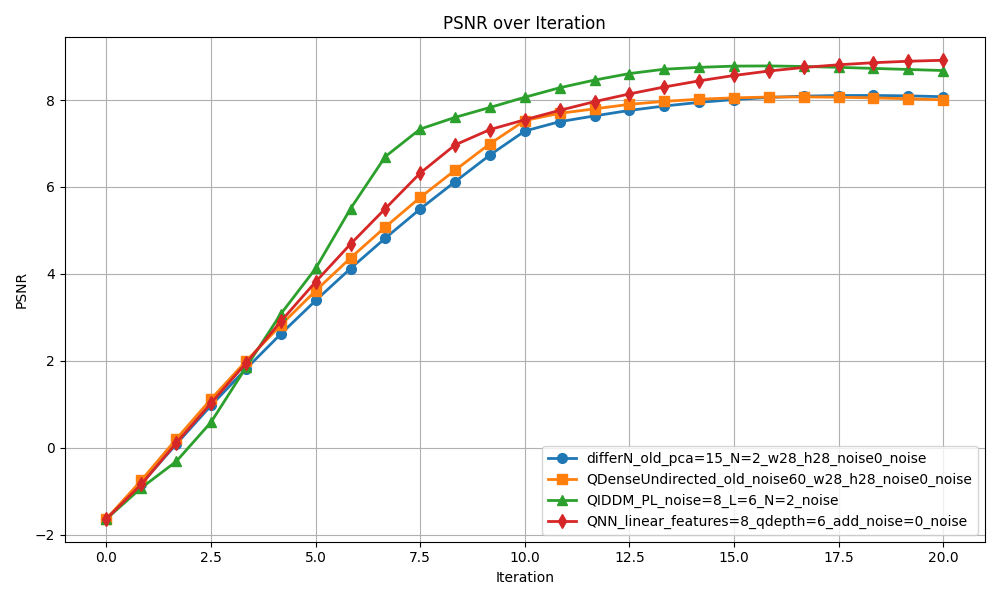 PSNR over Iteration
PSNR
8
6
4
2
0
−2
0.0 2.5 5.0 7.5 10.0 12.5 15.0 17.5 20.0
Iteration
differN_old_pca=15_N=2_w28_h28_noise0_noise
QDenseUndirected_old_noise60_w28_h28_noise0_noise
QIDDM_PL_noise=8_L=6_N=2_noise
QNN_linear_features=8_qdepth=6_add_noise=0_noise